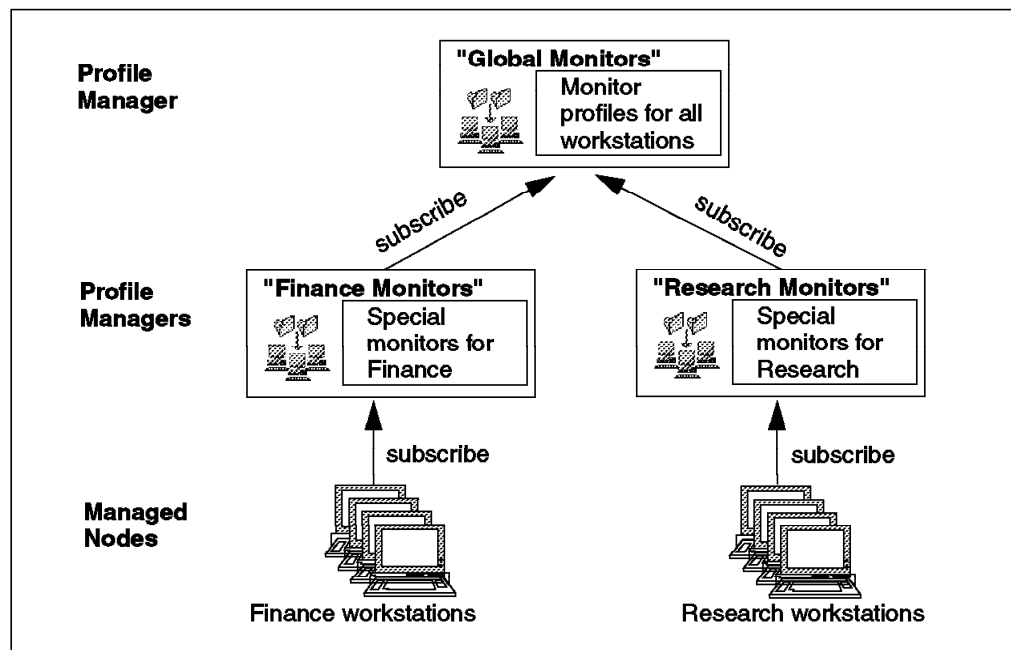 Profile
Manager
"Global Monitors"
Monitor
profiles for all
workstations
subscribe
subscribe
Profile
Managers
"Finance Monitors"
Special
monitors for
Finance
"Research Monitors"
Special
monitors for
Research
subscribe
subscribe
Managed
Nodes
Finance workstations
Research workstations